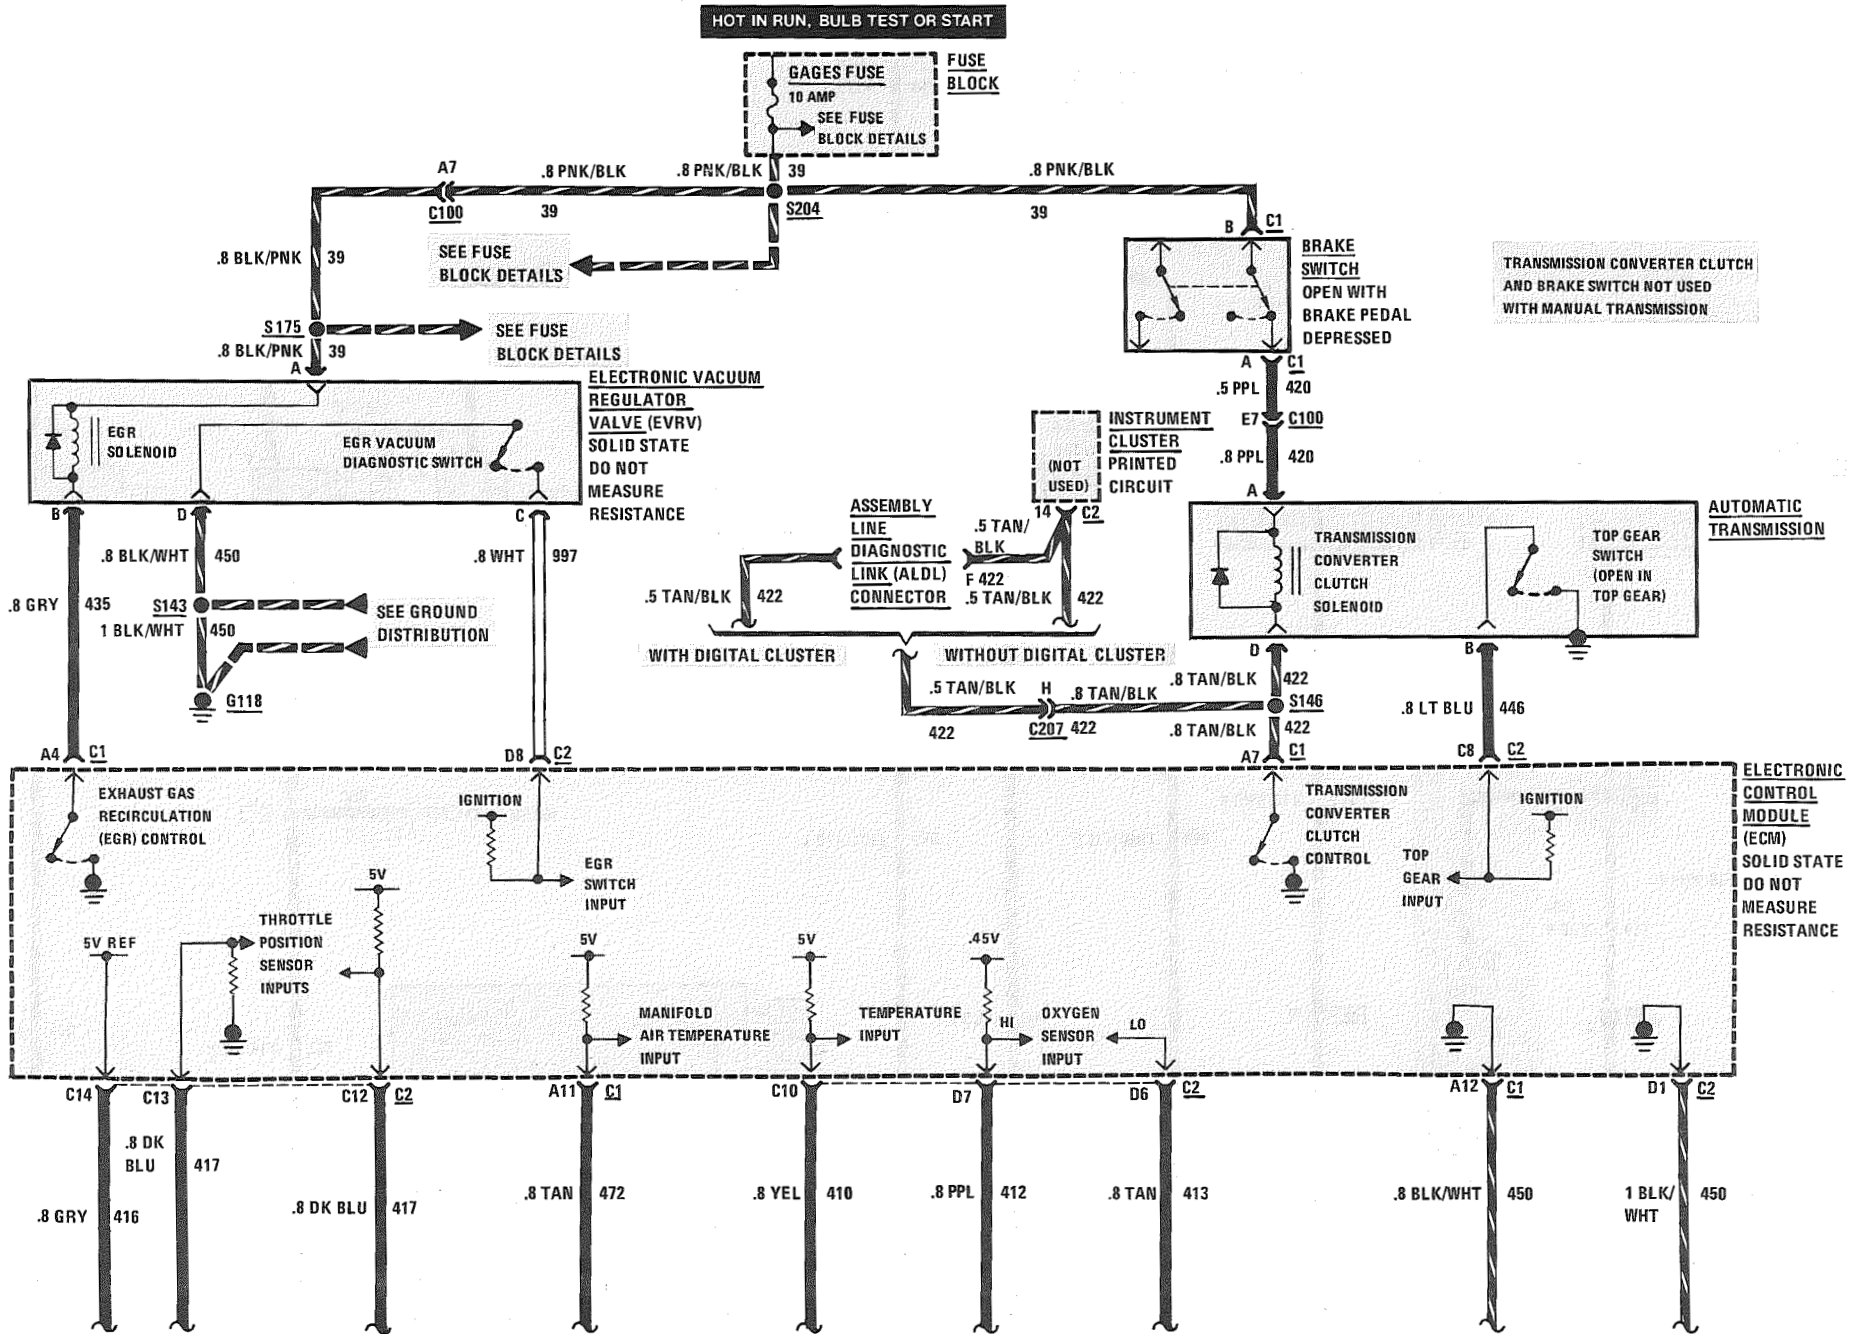 HOT IN RUN, BULB TEST OR START
GAGES FUSE
10 AMP
SEE FUSE
BLOCK DETAILS
FUSE
BLOCK
A7
.8 PNK/BLK
.8 PNK/BLK
39
.8 PNK/BLK
C100
39
S204
39
B
C1
.8 BLK/PNK
39
SEE FUSE
BLOCK DETAILS
BRAKE
SWITCH
OPEN WITH
BRAKE PEDAL
DEPRESSED
TRANSMISSION CONVERTER CLUTCH
AND BRAKE SWITCH NOT USED
WITH MANUAL TRANSMISSION
S175
SEE FUSE
BLOCK DETAILS
.8 BLK/PNK
39
A
A
C1
.5 PPL
420
E7
C100
.8 PPL
420
A
ELECTRONIC VACUUM
REGULATOR
VALVE (EVRV)
SOLID STATE
DO NOT
MEASURE
RESISTANCE
EGR
SOLENOID
EGR VACUUM
DIAGNOSTIC SWITCH
B
D
C
INSTRUMENT
CLUSTER
PRINTED
CIRCUIT
(NOT
USED)
14
C2
ASSEMBLY
LINE
DIAGNOSTIC
LINK (ALDL)
CONNECTOR
.5 TAN/
BLK
F 422
.5 TAN/BLK
422
.5 TAN/BLK
422
WITH DIGITAL CLUSTER
WITHOUT DIGITAL CLUSTER
AUTOMATIC
TRANSMISSION
TRANSMISSION
CONVERTER
CLUTCH
SOLENOID
TOP GEAR
SWITCH
(OPEN IN
TOP GEAR)
.8 BLK/WHT
450
.8 WHT
997
.8 GRY
435
S143
1 BLK/WHT
450
SEE GROUND
DISTRIBUTION
G118
D
B
.8 TAN/BLK
422
.5 TAN/BLK
H
.8 TAN/BLK
S146
422
C207
422
.8 TAN/BLK
422
.8 LT BLU
446
A4
C1
D8
C2
A7
C1
C8
C2
EXHAUST GAS
RECIRCULATION
(EGR) CONTROL
IGNITION
EGR
SWITCH
INPUT
TRANSMISSION
CONVERTER
CLUTCH
CONTROL
IGNITION
TOP
GEAR
INPUT
ELECTRONIC
CONTROL
MODULE
(ECM)
SOLID STATE
DO NOT
MEASURE
RESISTANCE
5V REF
THROTTLE
POSITION
SENSOR
INPUTS
5V
5V
MANIFOLD
AIR TEMPERATURE
INPUT
5V
TEMPERATURE
INPUT
.45V
HI
OXYGEN
SENSOR
INPUT
LO
C14
C13
C12
C2
A11
C1
C10
D7
D6
C2
A12
C1
D1
C2
.8 DK
BLU
417
.8 GRY
416
.8 DK BLU
417
.8 TAN
472
.8 YEL
410
.8 PPL
412
.8 TAN
413
.8 BLK/WHT
450
1 BLK/
WHT
450